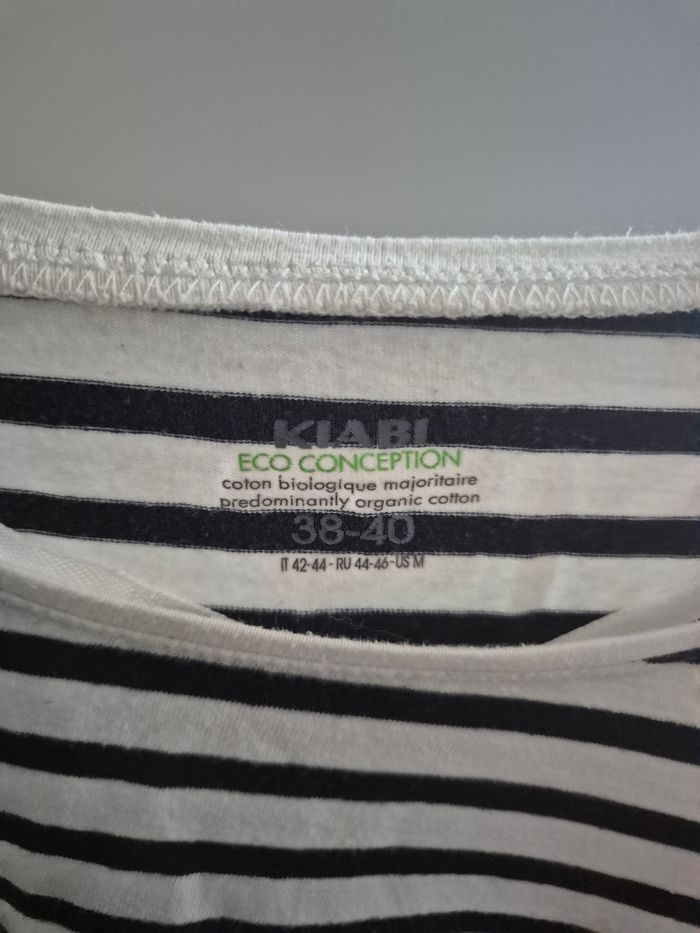 KIABI
ECO CONCEPTION
coton biologique majoritaire
predominantly organic cotton
38-40
IT 42-44 - RU 44-46 - US M